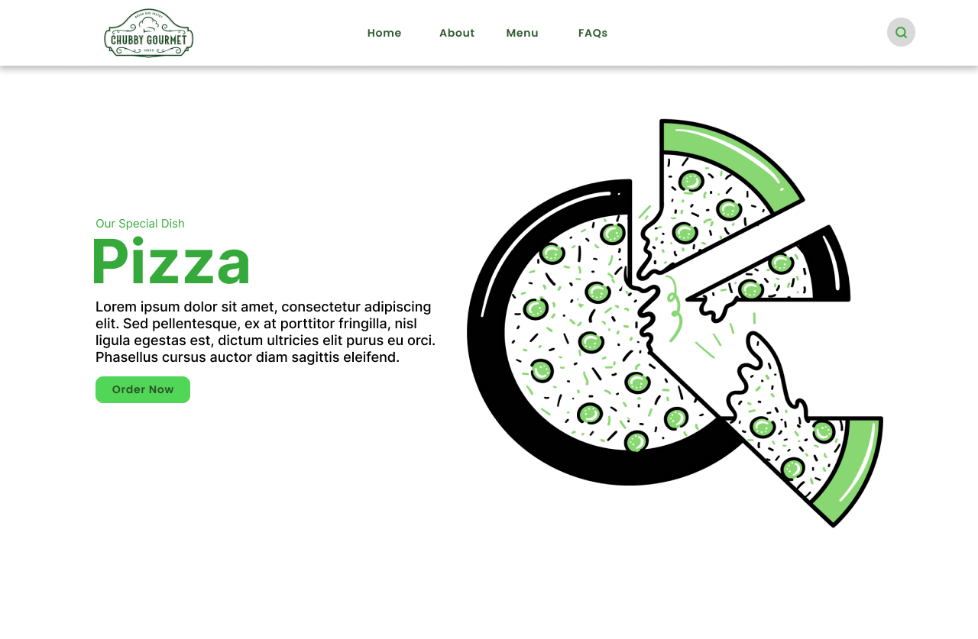 CHUBBY GOURMET
Home About Menu FAQs
Our Special Dish
Pizza
Lorem ipsum dolor sit amet, consectetur adipiscing
elit. Sed pellentesque, ex at porttitor fringilla, nisl
ligula egestas est, dictum ultricies elit purus eu orci.
Phasellus cursus auctor diam sagittis eleifend.
Order Now